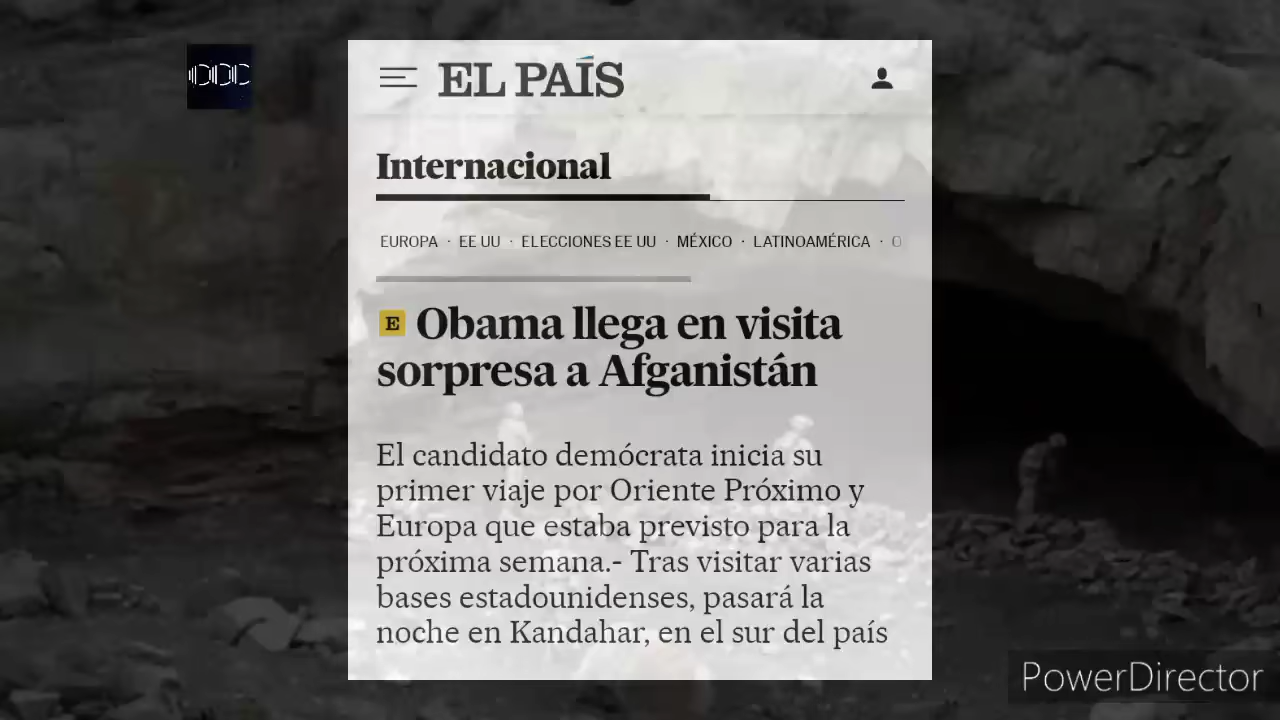 EL PAÍS
Internacional
EUROPA · EE UU · ELECCIONES EE UU · MÉXICO · LATINOAMÉRICA · O
E Obama llega en visita
sorpresa a Afganistán
El candidato demócrata inicia su
primer viaje por Oriente Próximo y
Europa que estaba previsto para la
próxima semana.- Tras visitar varias
bases estadounidenses, pasará la
noche en Kandahar, en el sur del país
PowerDirector